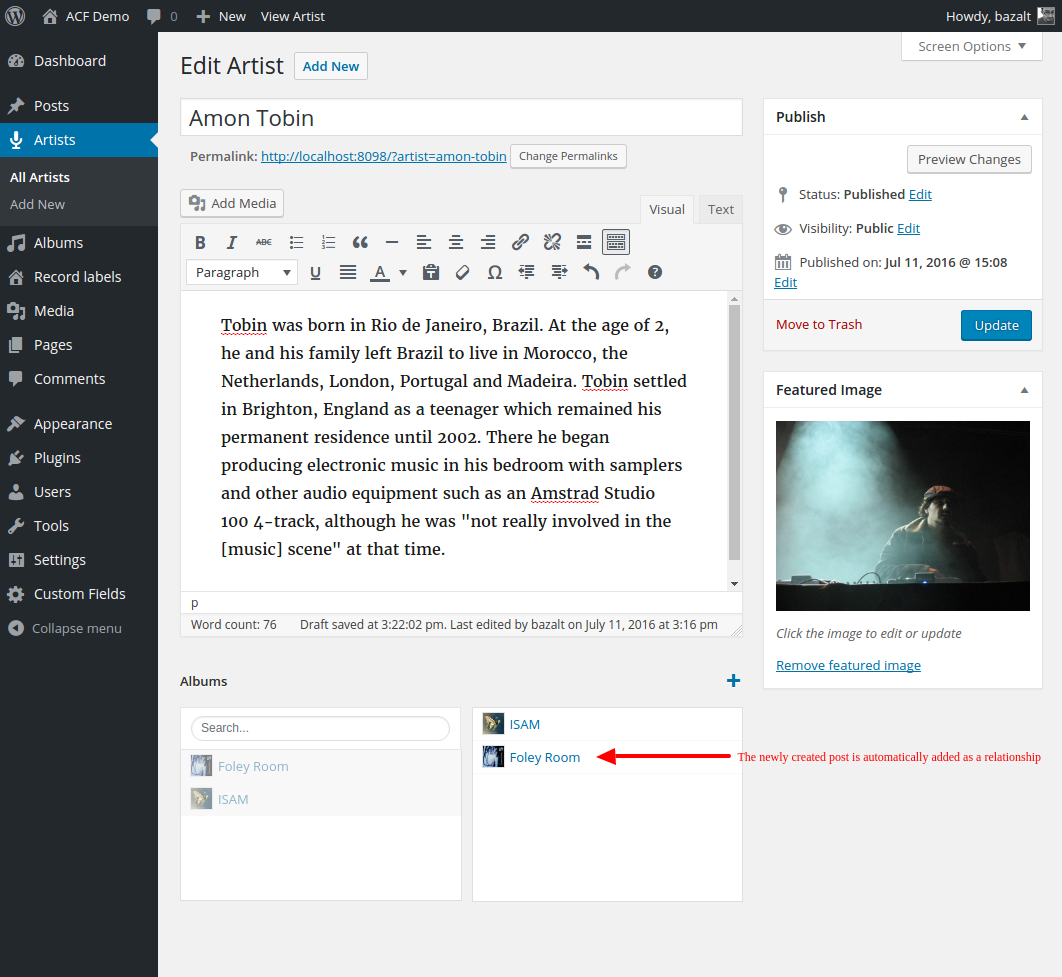 ACF Demo 0 New View Artist Howdy, bazalt
Screen Options
Dashboard
Posts
Artists
All Artists
Add New
Albums
Record labels
Media
Pages
Comments
Appearance
Plugins
Users
Tools
Settings
Custom Fields
Collapse menu
Edit Artist Add New
Amon Tobin
Permalink: http://localhost:8098/?artist=amon-tobin Change Permalinks
Add Media
Visual Text
B I ABC
Paragraph U A Ω
Tobin was born in Rio de Janeiro, Brazil. At the age of 2,
he and his family left Brazil to live in Morocco, the
Netherlands, London, Portugal and Madeira. Tobin settled
in Brighton, England as a teenager which remained his
permanent residence until 2002. There he began
producing electronic music in his bedroom with samplers
and other audio equipment such as an Amstrad Studio
100 4-track, although he was "not really involved in the
[music] scene" at that time.
p
Word count: 76 Draft saved at 3:22:02 pm. Last edited by bazalt on July 11, 2016 at 3:16 pm
Publish
Preview Changes
Status: Published Edit
Visibility: Public Edit
Published on: Jul 11, 2016 @ 15:08
Edit
Move to Trash Update
Featured Image
Click the image to edit or update
Remove featured image
Albums
Search...
Foley Room
ISAM
ISAM
Foley Room
The newly created post is automatically added as a relationship